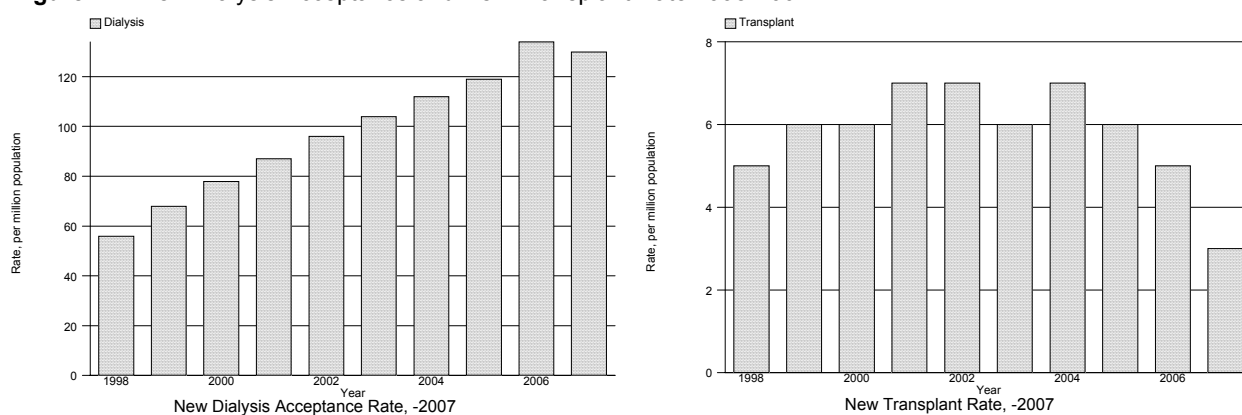 Dialysis
120
100
80
60
40
20
0
Rate, per million population
1998
2000
2002
2004
2006
Year
New Dialysis Acceptance Rate, -2007
Transplant
8
6
4
2
0
Rate, per million population
1998
2000
2002
2004
2006
Year
New Transplant Rate, -2007